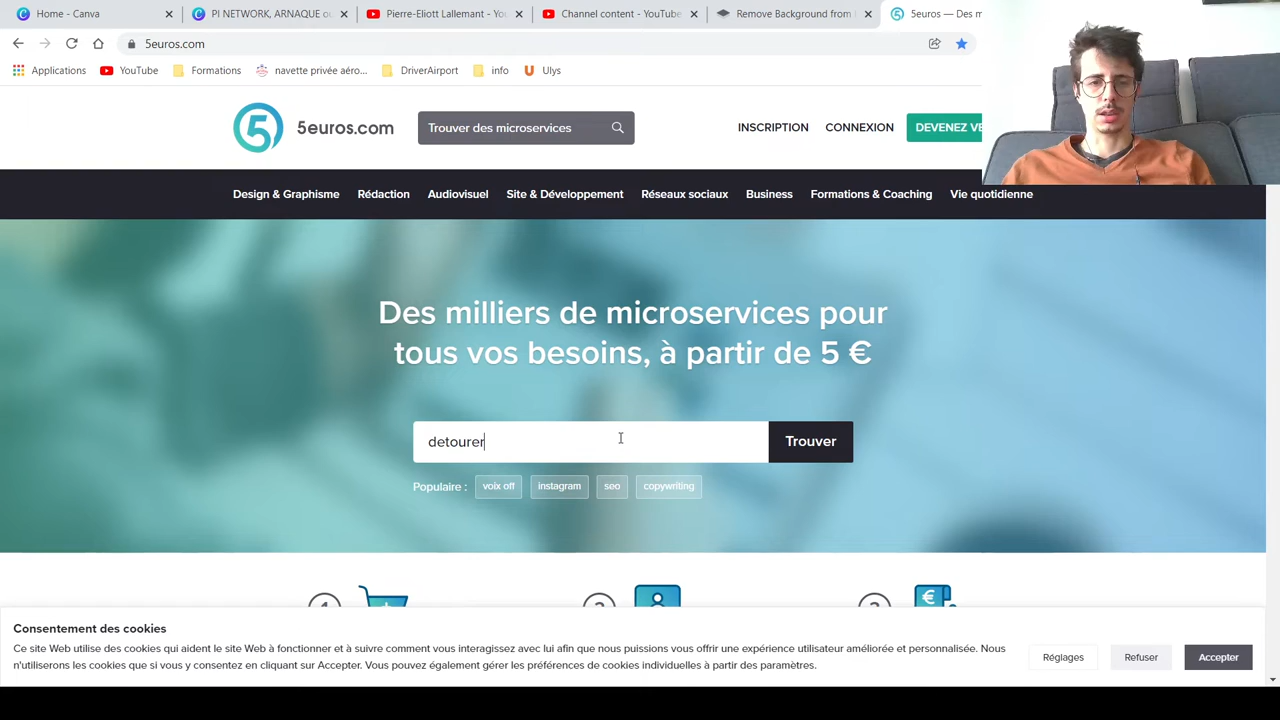 Home - Canva
PI NETWORK, ARNAQUE ou
Pierre-Eliott Lallemant - You
Channel content - YouTube
Remove Background from
5euros — Des m
5euros.com
Applications
YouTube
Formations
navette privée aéro...
DriverAirport
info
Ulys
5
5euros.com
Trouver des microservices
INSCRIPTION
CONNEXION
DEVENEZ VE
Design & Graphisme
Rédaction
Audiovisuel
Site & Développement
Réseaux sociaux
Business
Formations & Coaching
Vie quotidienne
Des milliers de microservices pour
tous vos besoins, à partir de 5 €
detourer
Trouver
Populaire :
voix off
instagram
seo
copywriting
Consentement des cookies
Ce site Web utilise des cookies qui aident le site Web à fonctionner et à suivre comment vous interagissez avec lui afin que nous puissions vous offrir une expérience utilisateur améliorée et personnalisée. Nous
n'utiliserons les cookies que si vous y consentez en cliquant sur Accepter. Vous pouvez également gérer les préférences de cookies individuelles à partir des paramètres.
Réglages
Refuser
Accepter